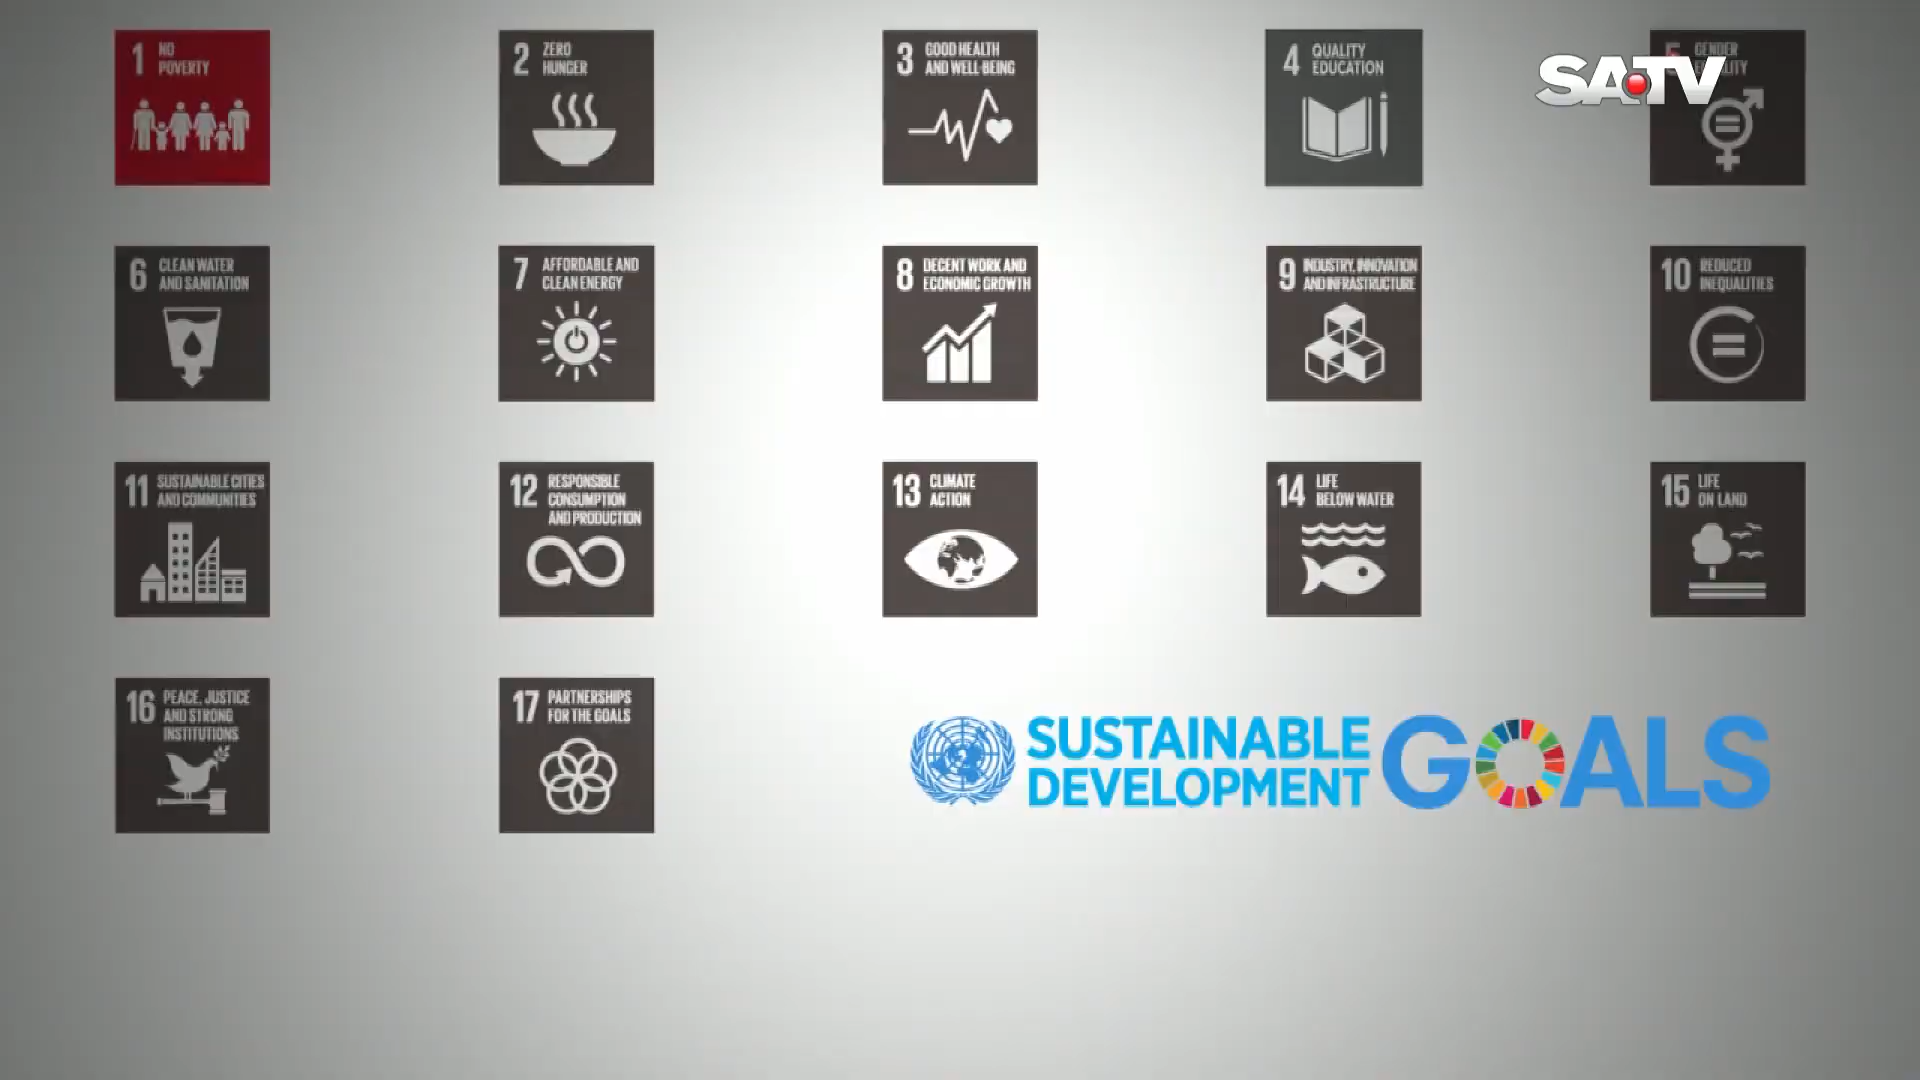 1 NO
POVERTY
2 ZERO
HUNGER
3 GOOD HEALTH
AND WELL-BEING
4 QUALITY
EDUCATION
5 GENDER
EQUALITY
SATV
6 CLEAN WATER
AND SANITATION
7 AFFORDABLE AND
CLEAN ENERGY
8 DECENT WORK AND
ECONOMIC GROWTH
9 INDUSTRY, INNOVATION
AND INFRASTRUCTURE
10 REDUCED
INEQUALITIES
11 SUSTAINABLE CITIES
AND COMMUNITIES
12 RESPONSIBLE
CONSUMPTION
AND PRODUCTION
13 CLIMATE
ACTION
14 LIFE
BELOW WATER
15 LIFE
ON LAND
16 PEACE, JUSTICE
AND STRONG
INSTITUTIONS
17 PARTNERSHIPS
FOR THE GOALS
SUSTAINABLE
DEVELOPMENT
GOALS